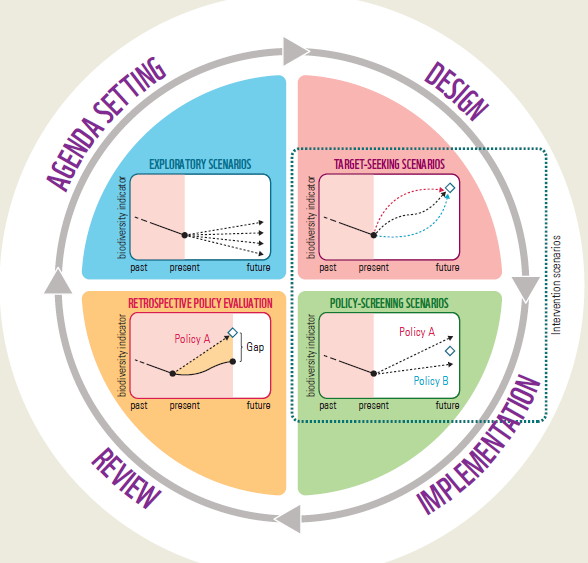 AGENDA SETTING
DESIGN
EXPLORATORY SCENARIOS
biodiversity indicator
past present future
TARGET-SEEKING SCENARIOS
biodiversity indicator
past present future
Intervention scenarios
RETROSPECTIVE POLICY EVALUATION
biodiversity indicator
Policy A
Gap
past present future
POLICY-SCREENING SCENARIOS
biodiversity indicator
Policy A
Policy B
past present future
REVIEW
IMPLEMENTATION